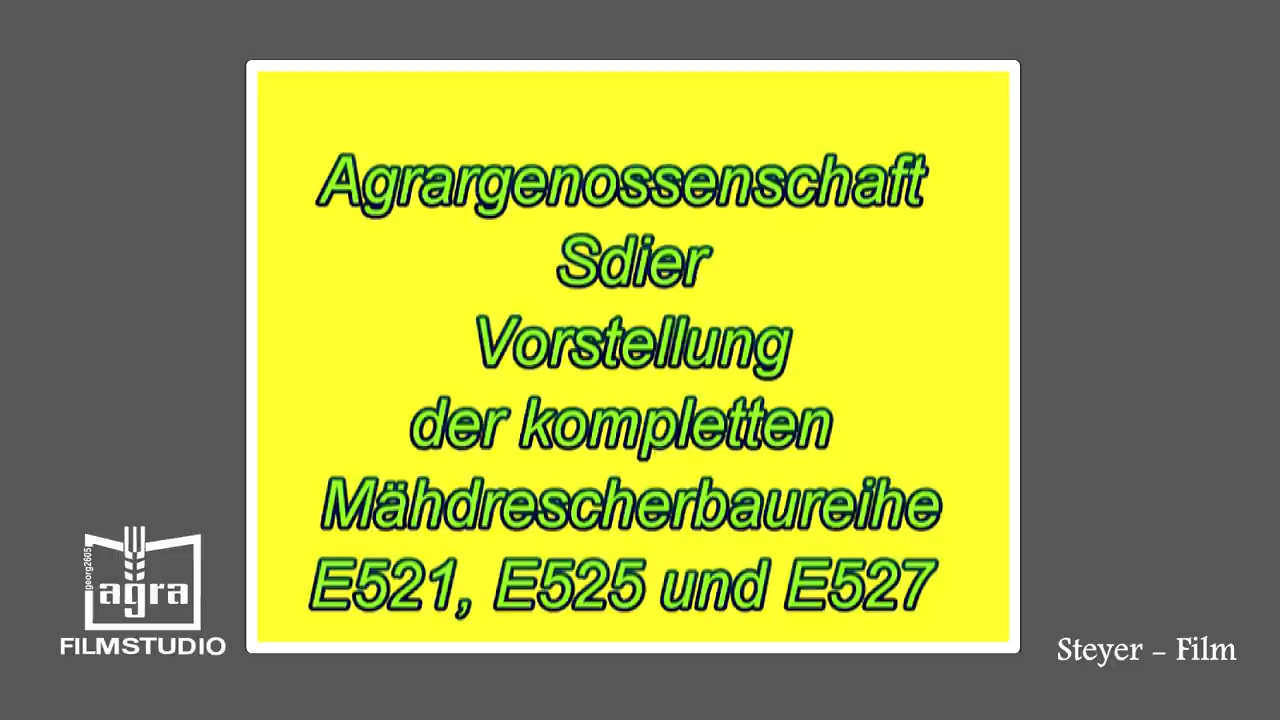 Agrargenossenschaft
Sdier
Vorstellung
der kompletten
Mähdrescherbaureihe
E521, E525 und E527
georg2605
agra
FILMSTUDIO
Steyer – Film